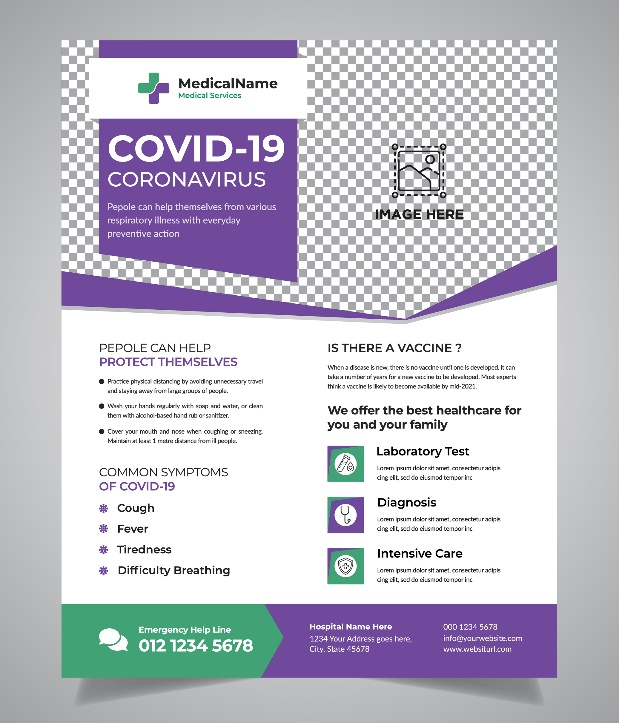 MedicalName
Medical Services
COVID-19
CORONAVIRUS
Pepole can help themselves from various
respiratory illness with everyday
preventive action
IMAGE HERE
PEPOLE CAN HELP
PROTECT THEMSELVES
Practice physical distancing by avoiding unnecessary travel
and staying away from large groups of people.
Wash your hands regularly with soap and water, or clean
them with alcohol-based hand rub or sanitizer.
Cover your mouth and nose when coughing or sneezing.
Maintain at least 1 metre distance from ill people.
COMMON SYMPTOMS
OF COVID-19
Cough
Fever
Tiredness
Difficulty Breathing
IS THERE A VACCINE ?
When a disease is new, there is no vaccine until one is developed. It can
take a number of years for a new vaccine to be developed. Most experts
think a vaccine is likely to become available by mid-2021.
We offer the best healthcare for
you and your family
Laboratory Test
Lorem ipsum dolor sit amet, consectetur adipis
cing elit, sed do eiusmod tempor inc
Diagnosis
Lorem ipsum dolor sit amet, consectetur adipis
cing elit, sed do eiusmod tempor inc
Intensive Care
Lorem ipsum dolor sit amet, consectetur adipis
cing elit, sed do eiusmod tempor inc
Emergency Help Line
012 1234 5678
Hospital Name Here
1234 Your Address goes here,
City, State 45678
000 1234 5678
info@yourwebsite.com
www.websiturl.com